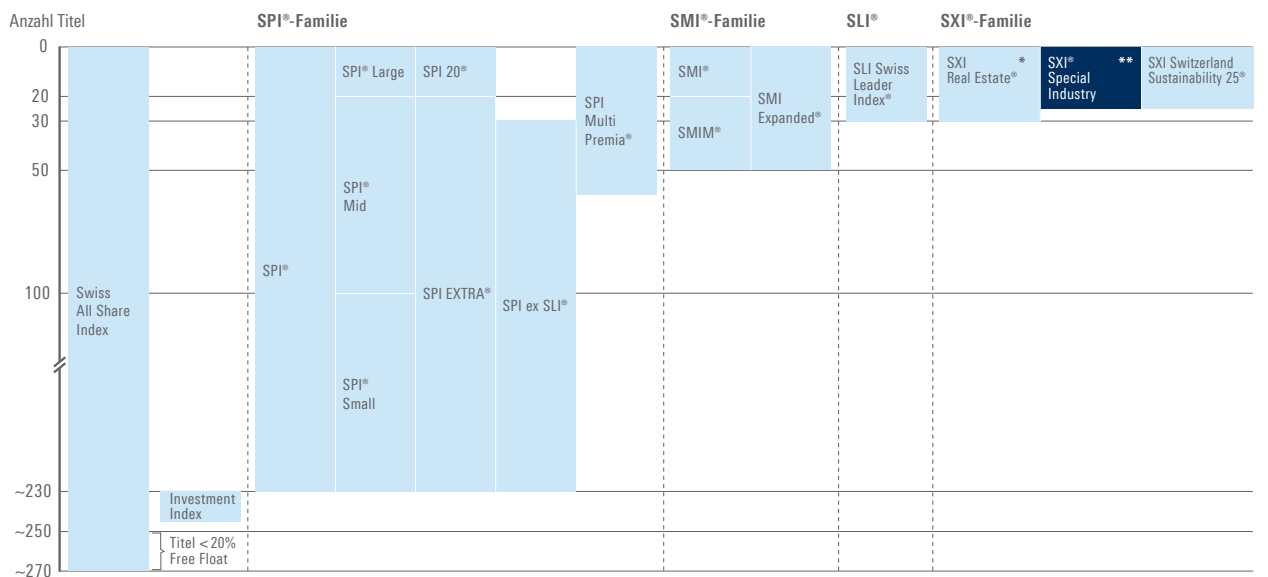 Anzahl Titel
SPI®-Familie
SMI®-Familie
SLI®
SXI®-Familie
0
20
30
50
100
~230
~250
~270
Swiss
All Share
Index
Investment
Index
Titel <20%
Free Float
SPI®
SPI® Large
SPI®
Mid
SPI®
Small
SPI 20®
SPI EXTRA®
SPI ex SLI®
SPI
Multi
Premia®
SMI®
SMIM®
SMI
Expanded®
SLI Swiss
Leader
Index®
SXI *
Real Estate®
SXI® **
Special
Industry
SXI Switzerland
Sustainability 25®